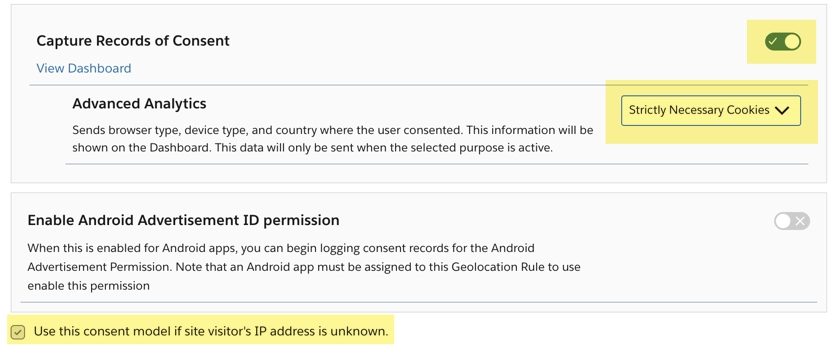 Capture Records of Consent
View Dashboard
Advanced Analytics
Strictly Necessary Cookies
Sends browser type, device type, and country where the user consented. This information will be
shown on the Dashboard. This data will only be sent when the selected purpose is active.
Enable Android Advertisement ID permission
When this is enabled for Android apps, you can begin logging consent records for the Android
Advertisement Permission. Note that an Android app must be assigned to this Geolocation Rule to use
enable this permission
Use this consent model if site visitor's IP address is unknown.